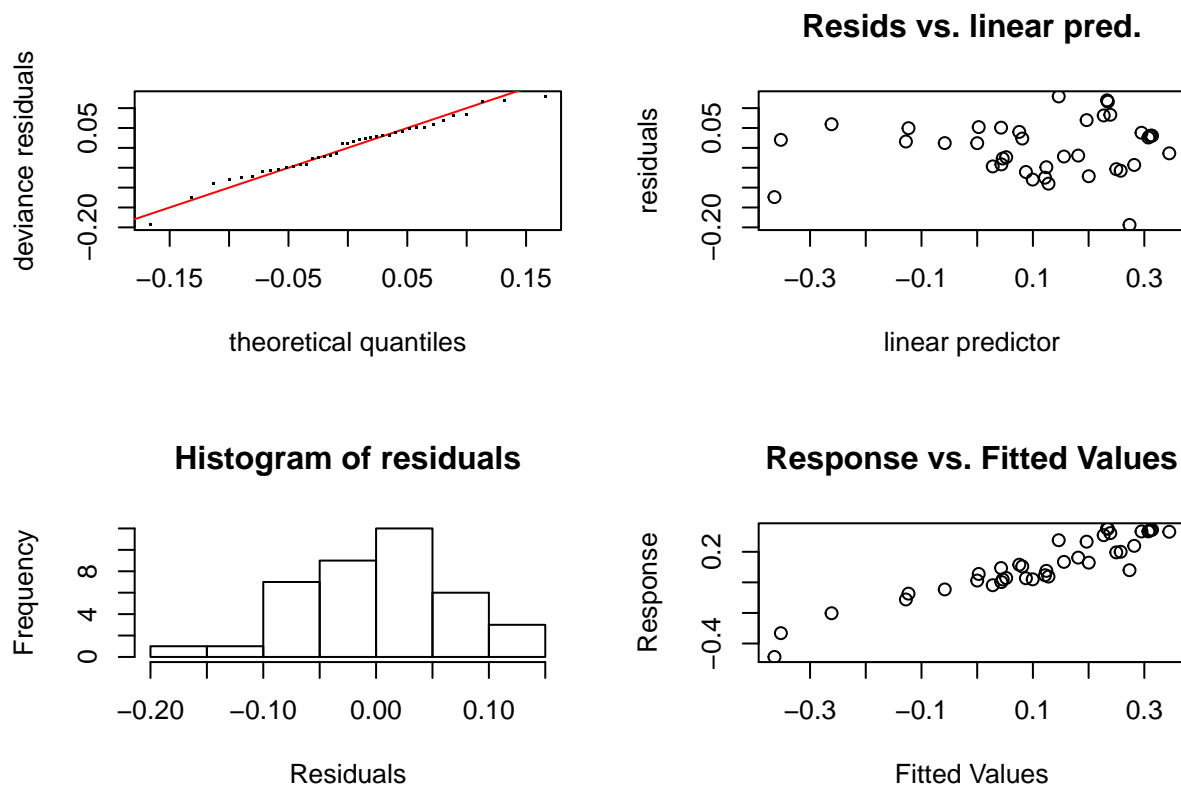 deviance residuals
0.05
−0.20
−0.15
−0.05
0.05
0.15
theoretical quantiles
Resids vs. linear pred.
residuals
0.05
−0.20
−0.3
−0.1
0.1
0.3
linear predictor
Histogram of residuals
Frequency
8
4
0
−0.20
−0.10
0.00
0.10
Residuals
Response vs. Fitted Values
Response
0.2
−0.4
−0.3
−0.1
0.1
0.3
Fitted Values